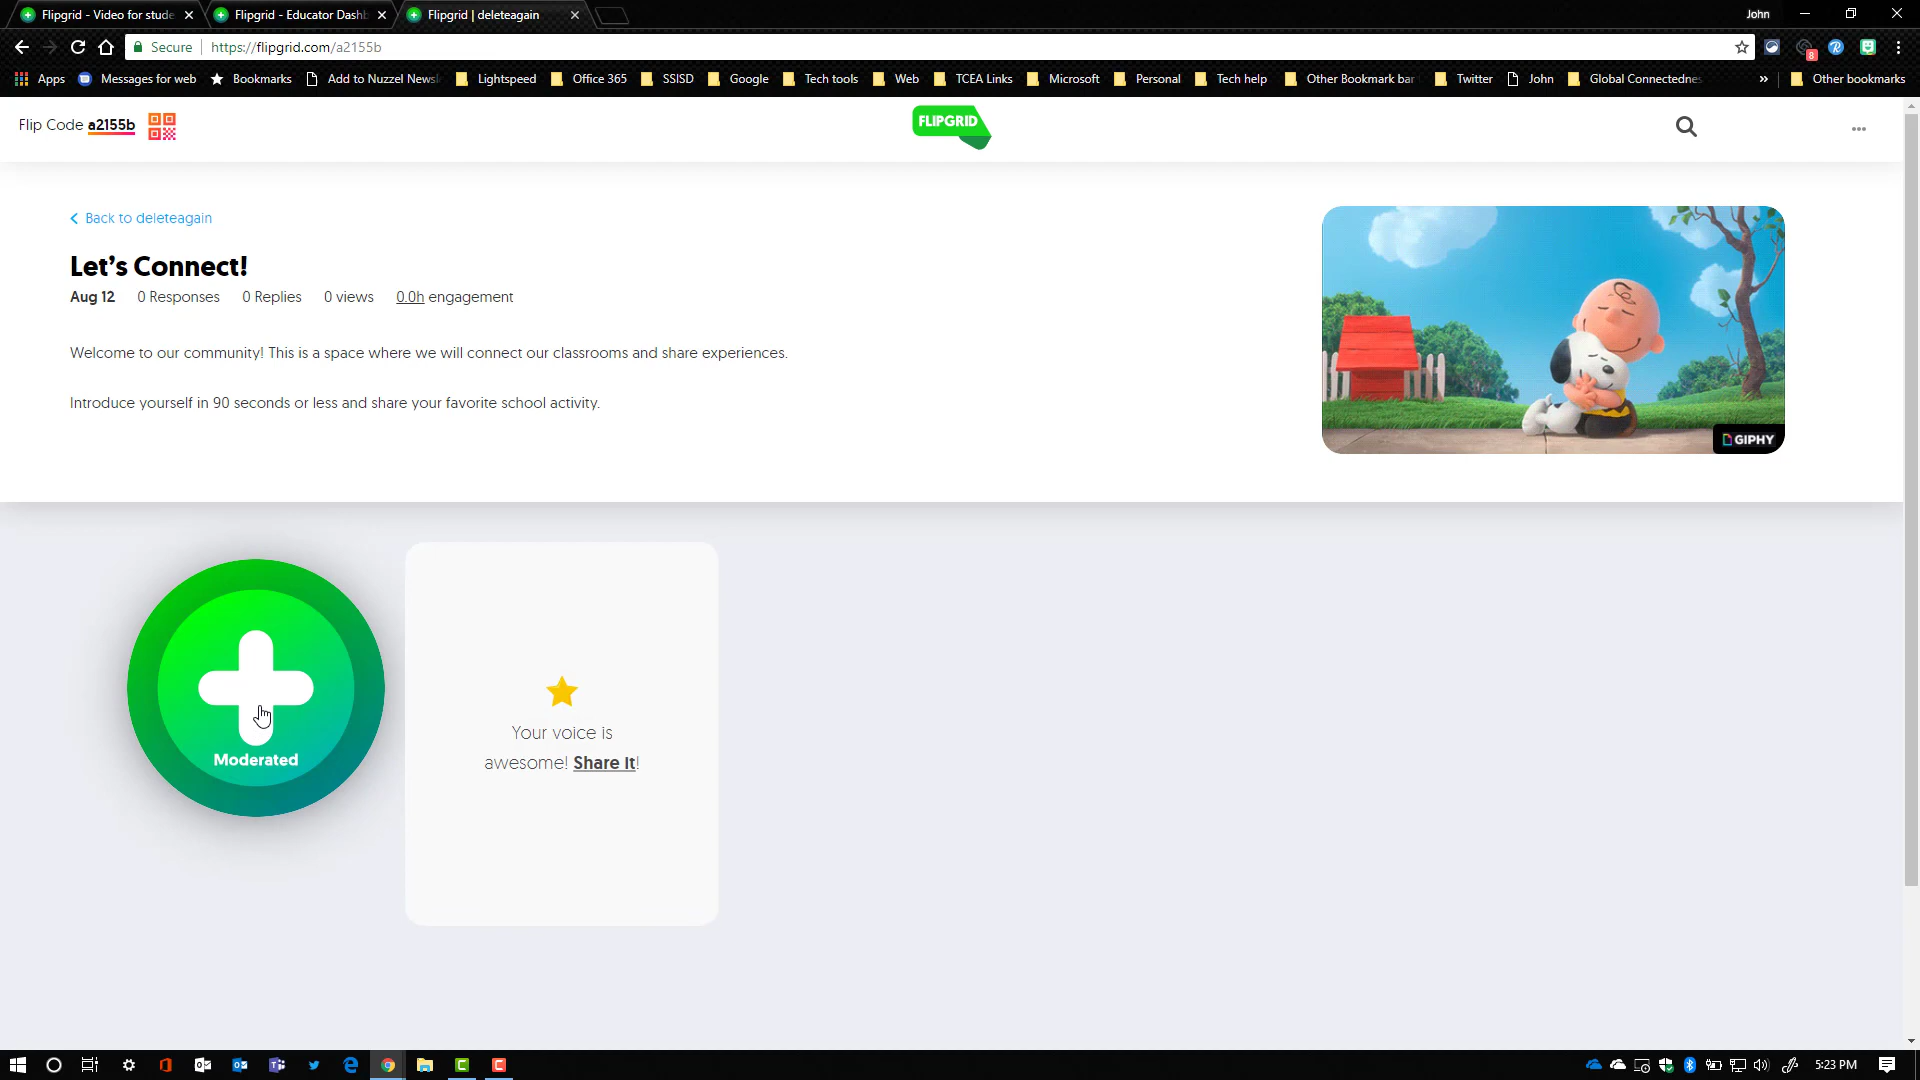 Flipgrid - Video for stude
Flipgrid - Educator Dashb
Flipgrid | deleteagain
John
Secure
https://flipgrid.com/a2155b
8
Apps
Messages for web
Bookmarks
Add to Nuzzel News
Lightspeed
Office 365
SSISD
Google
Tech tools
Web
TCEA Links
Microsoft
Personal
Tech help
Other Bookmark bar
Twitter
John
Global Connectednes
»
Other bookmarks
Flip Code a2155b
FLIPGRID
Back to deleteagain
Let's Connect!
Aug 12 0 Responses 0 Replies 0 views 0.0h engagement
Welcome to our community! This is a space where we will connect our classrooms and share experiences.
Introduce yourself in 90 seconds or less and share your favorite school activity.
GIPHY
Moderated
Your voice is
awesome! Share it!
5:23 PM